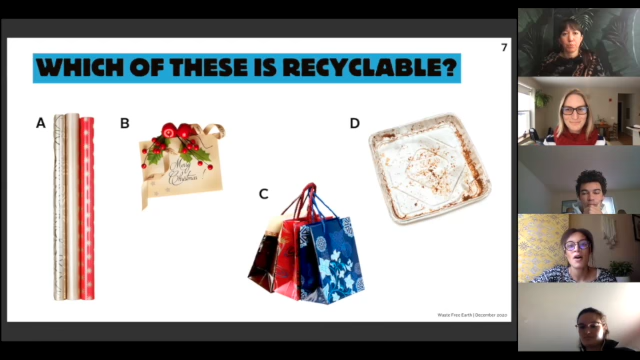 7
WHICH OF THESE IS RECYCLABLE?
A
B
D
Merry
Christmas !
C
Waste Free Earth | December 2020